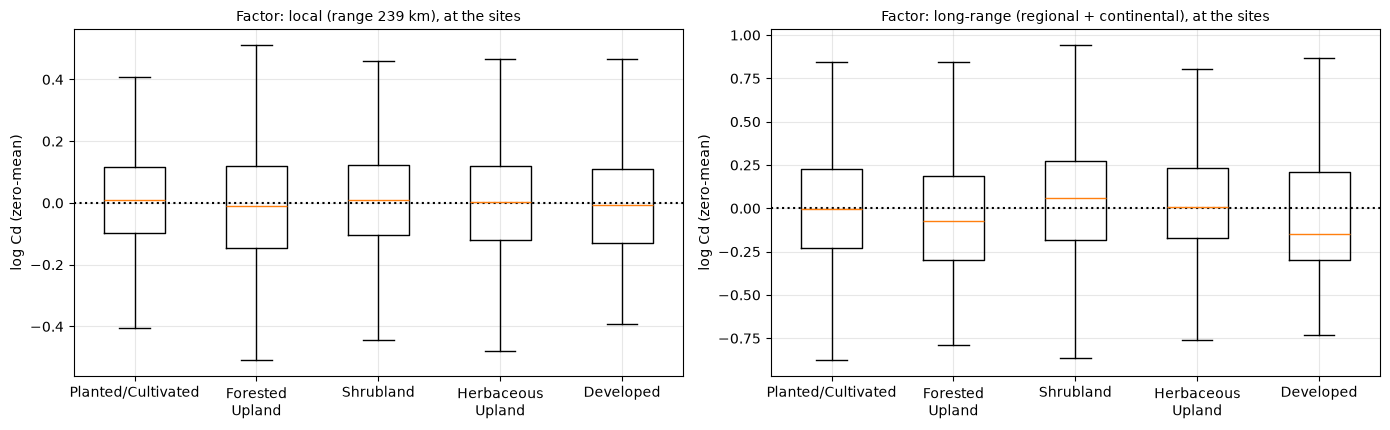 Factor: local (range 239 km), at the sites
log Cd (zero-mean)
0.4
0.2
0.0
−0.2
−0.4
Planted/Cultivated
Forested
Upland
Shrubland
Herbaceous
Upland
Developed
Factor: long-range (regional + continental), at the sites
log Cd (zero-mean)
1.00
0.75
0.50
0.25
0.00
−0.25
−0.50
−0.75
Planted/Cultivated
Forested
Upland
Shrubland
Herbaceous
Upland
Developed